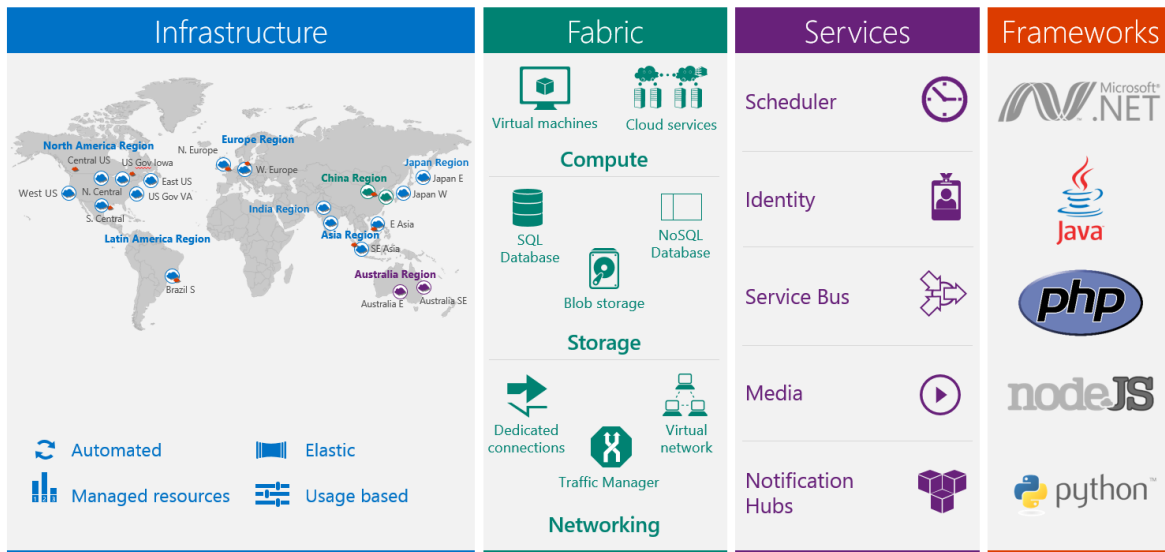 Infrastructure
North America Region
Central US
US Gov Iowa
West US
N. Central
East US
US Gov VA
S. Central
Latin America Region
Brazil S
Europe Region
N. Europe
W. Europe
China Region
Japan Region
Japan E
Japan W
India Region
E Asia
Asia Region
SE Asia
Australia Region
Australia E
Australia SE
Automated
Elastic
Managed resources
Usage based
Fabric
Virtual machines
Cloud services
Compute
SQL
Database
NoSQL
Database
Blob storage
Storage
Dedicated
connections
Virtual
network
Traffic Manager
Networking
Services
Scheduler
Identity
Service Bus
Media
Notification
Hubs
Frameworks
Microsoft®
.NET
Java
php
nodeJS
python™